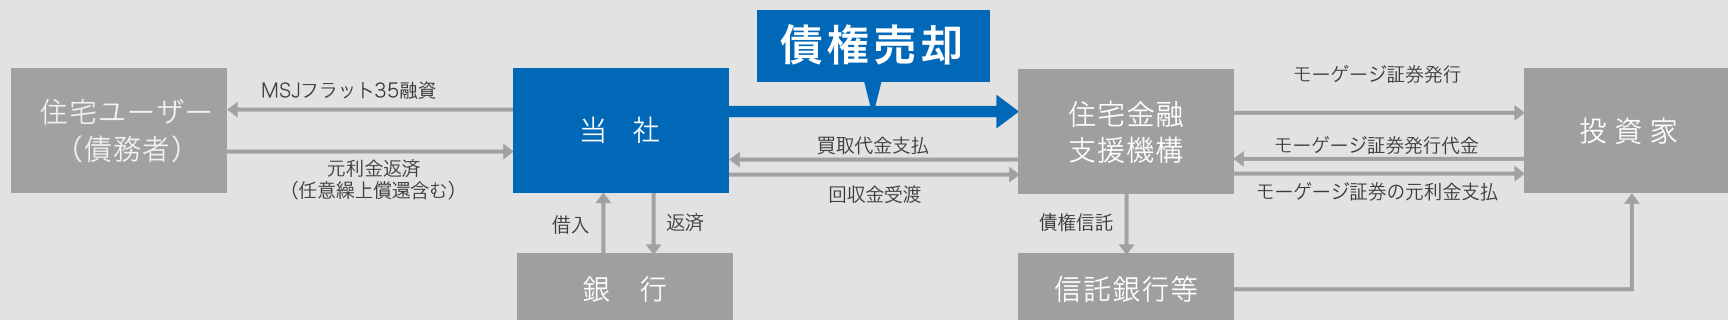 債権売却
住宅ユーザー
（債務者）
MSJフラット35融資
元利金返済
（任意繰上償還含む）
当　社
買取代金支払
回収金受渡
住宅金融
支援機構
モーゲージ証券発行
モーゲージ証券発行代金
モーゲージ証券の元利金支払
投資家
借入
返済
債権信託
銀　行
信託銀行等